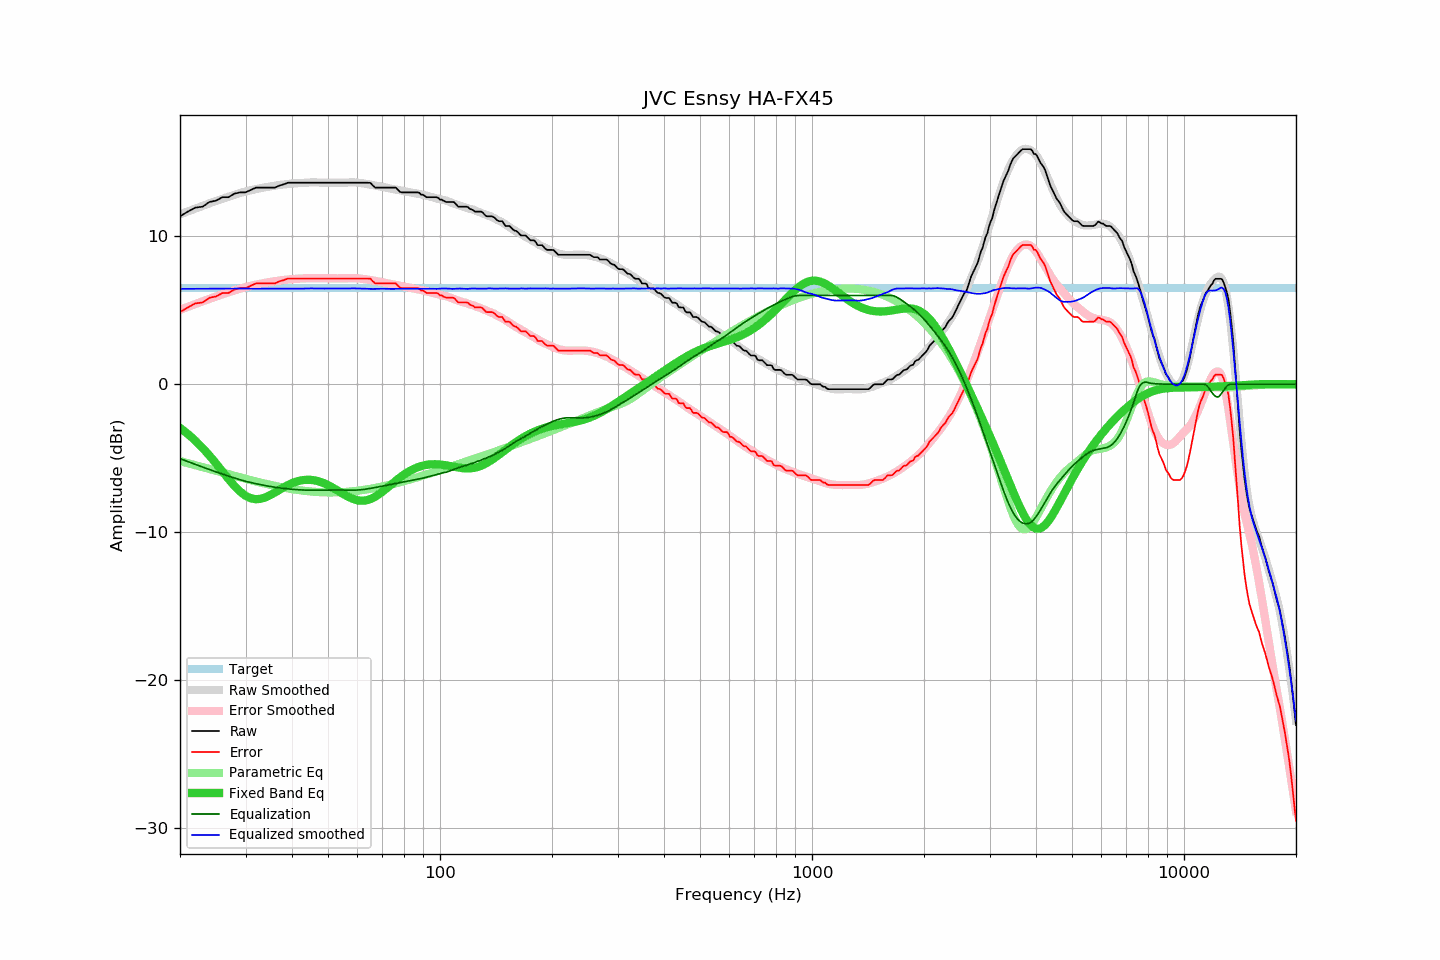 JVC Esnsy HA-FX45
Amplitude (dBr)
10
0
−10
−20
−30
Target
Raw Smoothed
Error Smoothed
Raw
Error
Parametric Eq
Fixed Band Eq
Equalization
Equalized smoothed
100 1000 10000
Frequency (Hz)